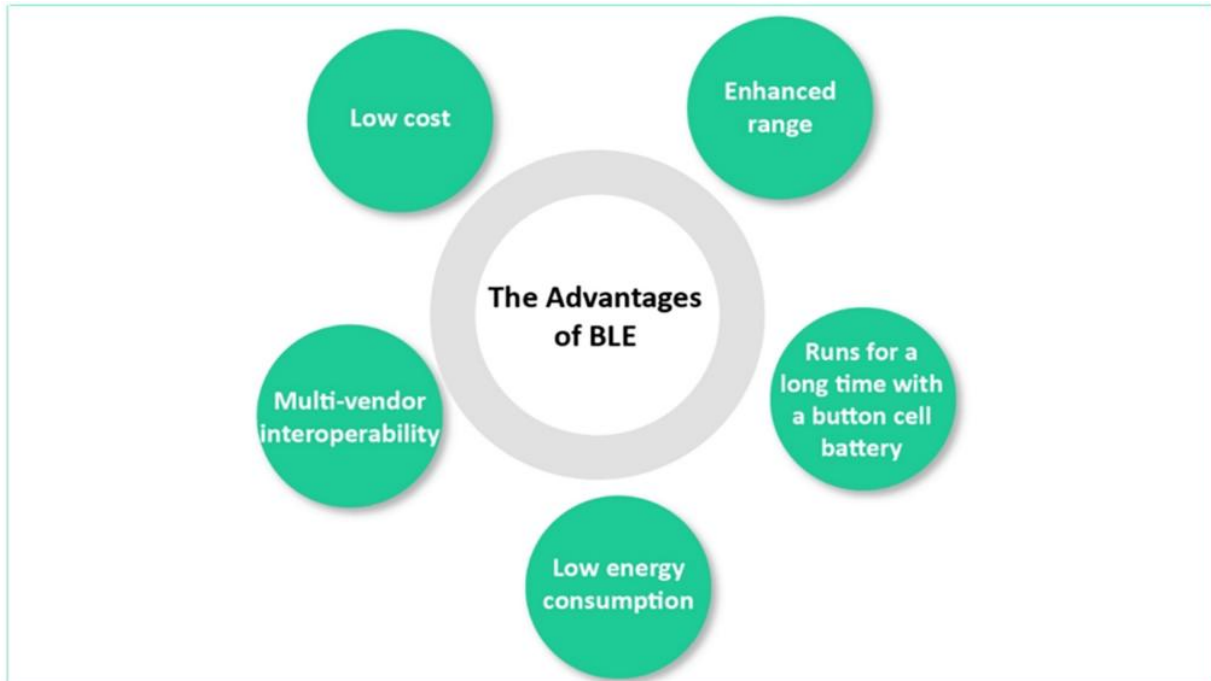 Low cost
Enhanced
range
The Advantages
of BLE
Multi-vendor
interoperability
Runs for a
long time with
a button cell
battery
Low energy
consumption